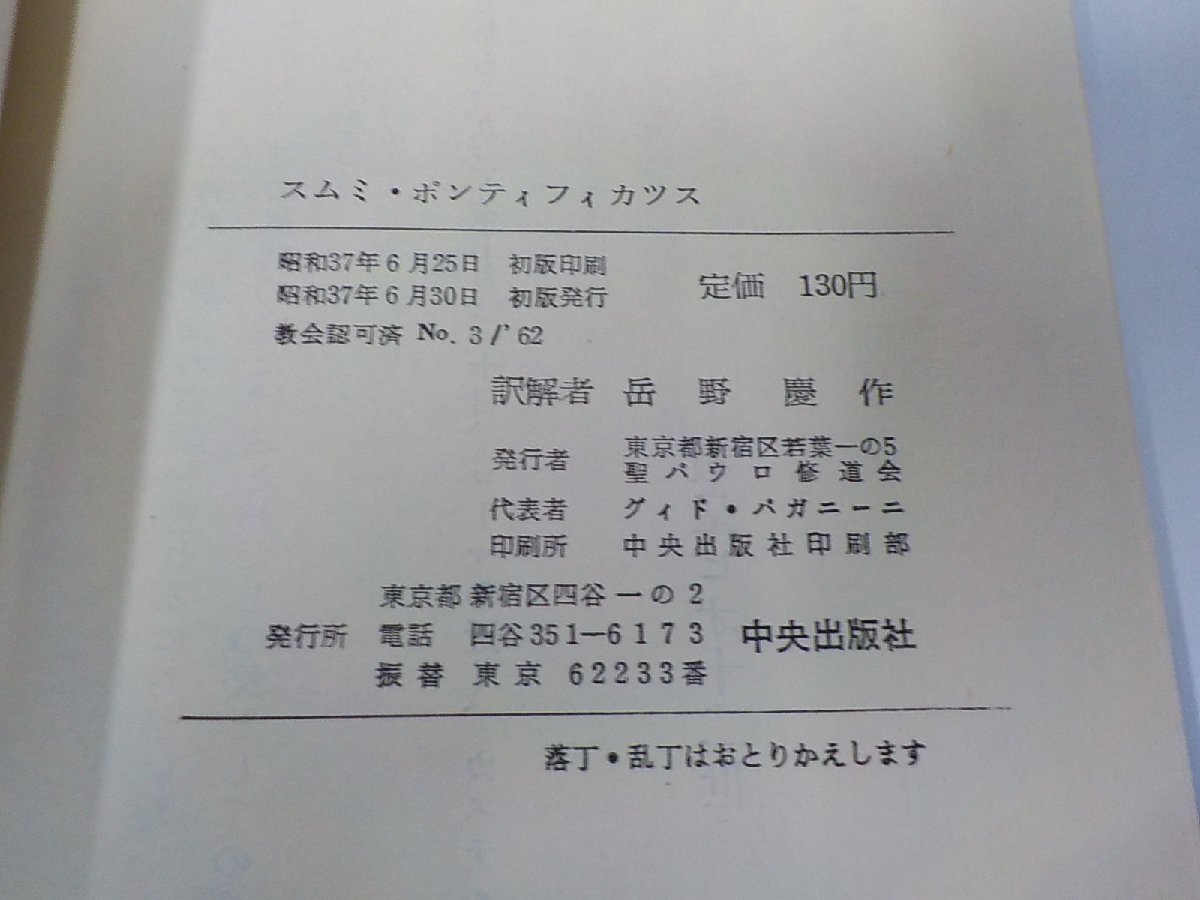 スムミ・ポンティフィカツス
昭和37年6月25日 初版印刷
昭和37年6月30日 初版発行
定価 130円
教会認可済 No. 3/'62
訳解者 岳野慶作
発行者 東京都新宿区若葉一の5
聖パウロ修道会
代表者 グィド・パガニーニ
印刷所 中央出版社印刷部
東京都新宿区四谷一の2
発行所 電話 四谷351—6173 中央出版社
振替 東京 62233番
落丁・乱丁はおとりかえします